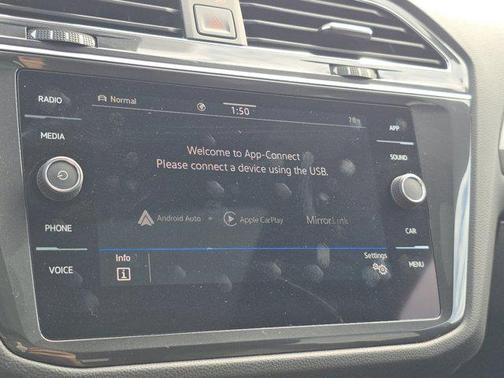 RADIO
MEDIA
PHONE
VOICE
Normal
1:50
Welcome to App-Connect
Please connect a device using the USB.
Android Auto
Apple CarPlay
MirrorLink
Info
Settings
APP
SOUND
CAR
MENU